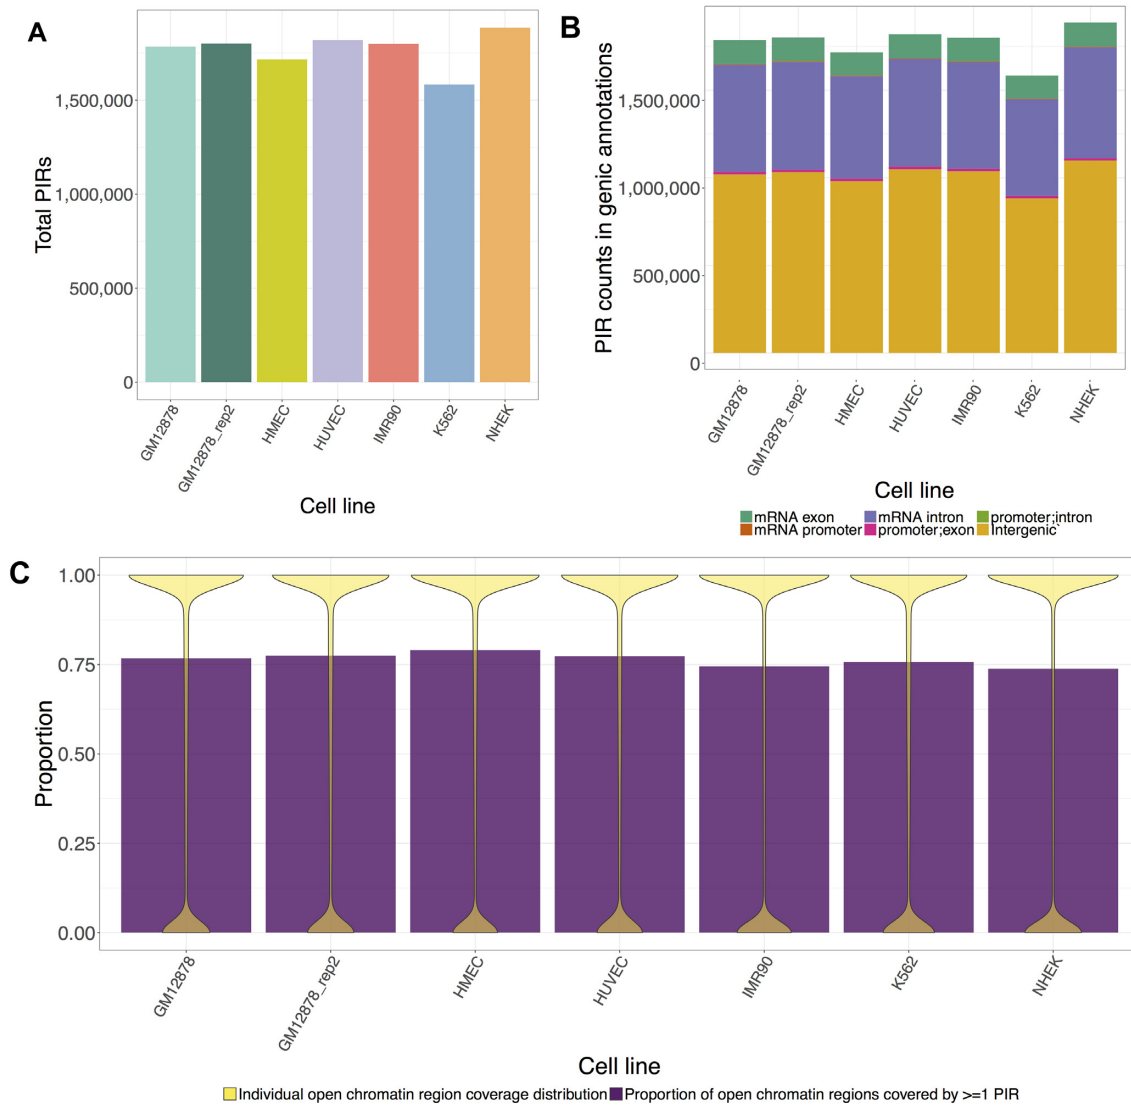 A
Total PIRs
1,500,000
1,000,000
500,000
0
GM12878
GM12878_rep2
HMEC
HUVEC
IMR90
K562
NHEK
Cell line
B
PIR counts in genic annotations
1,500,000
1,000,000
500,000
0
GM12878
GM12878_rep2
HMEC
HUVEC
IMR90
K562
NHEK
Cell line
mRNA exon mRNA intron promoter;intron
mRNA promoter promoter;exon Intergenic`
C
Proportion
1.00
0.75
0.50
0.25
0.00
GM12878
GM12878_rep2
HMEC
HUVEC
IMR90
K562
NHEK
Cell line
Individual open chromatin region coverage distribution Proportion of open chromatin regions covered by >=1 PIR